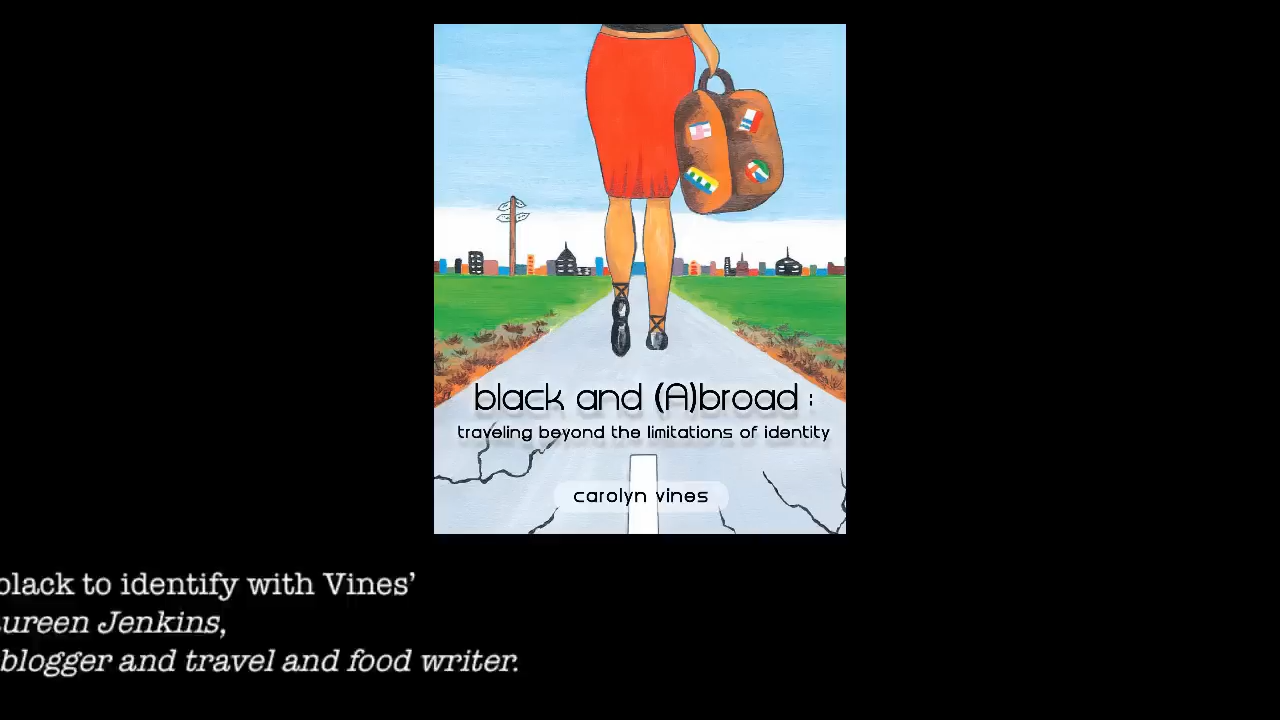 black and (A)broad :
traveling beyond the limitations of identity
carolyn vines
black to identify with Vines’
ureen Jenkins,
blogger and travel and food writer.